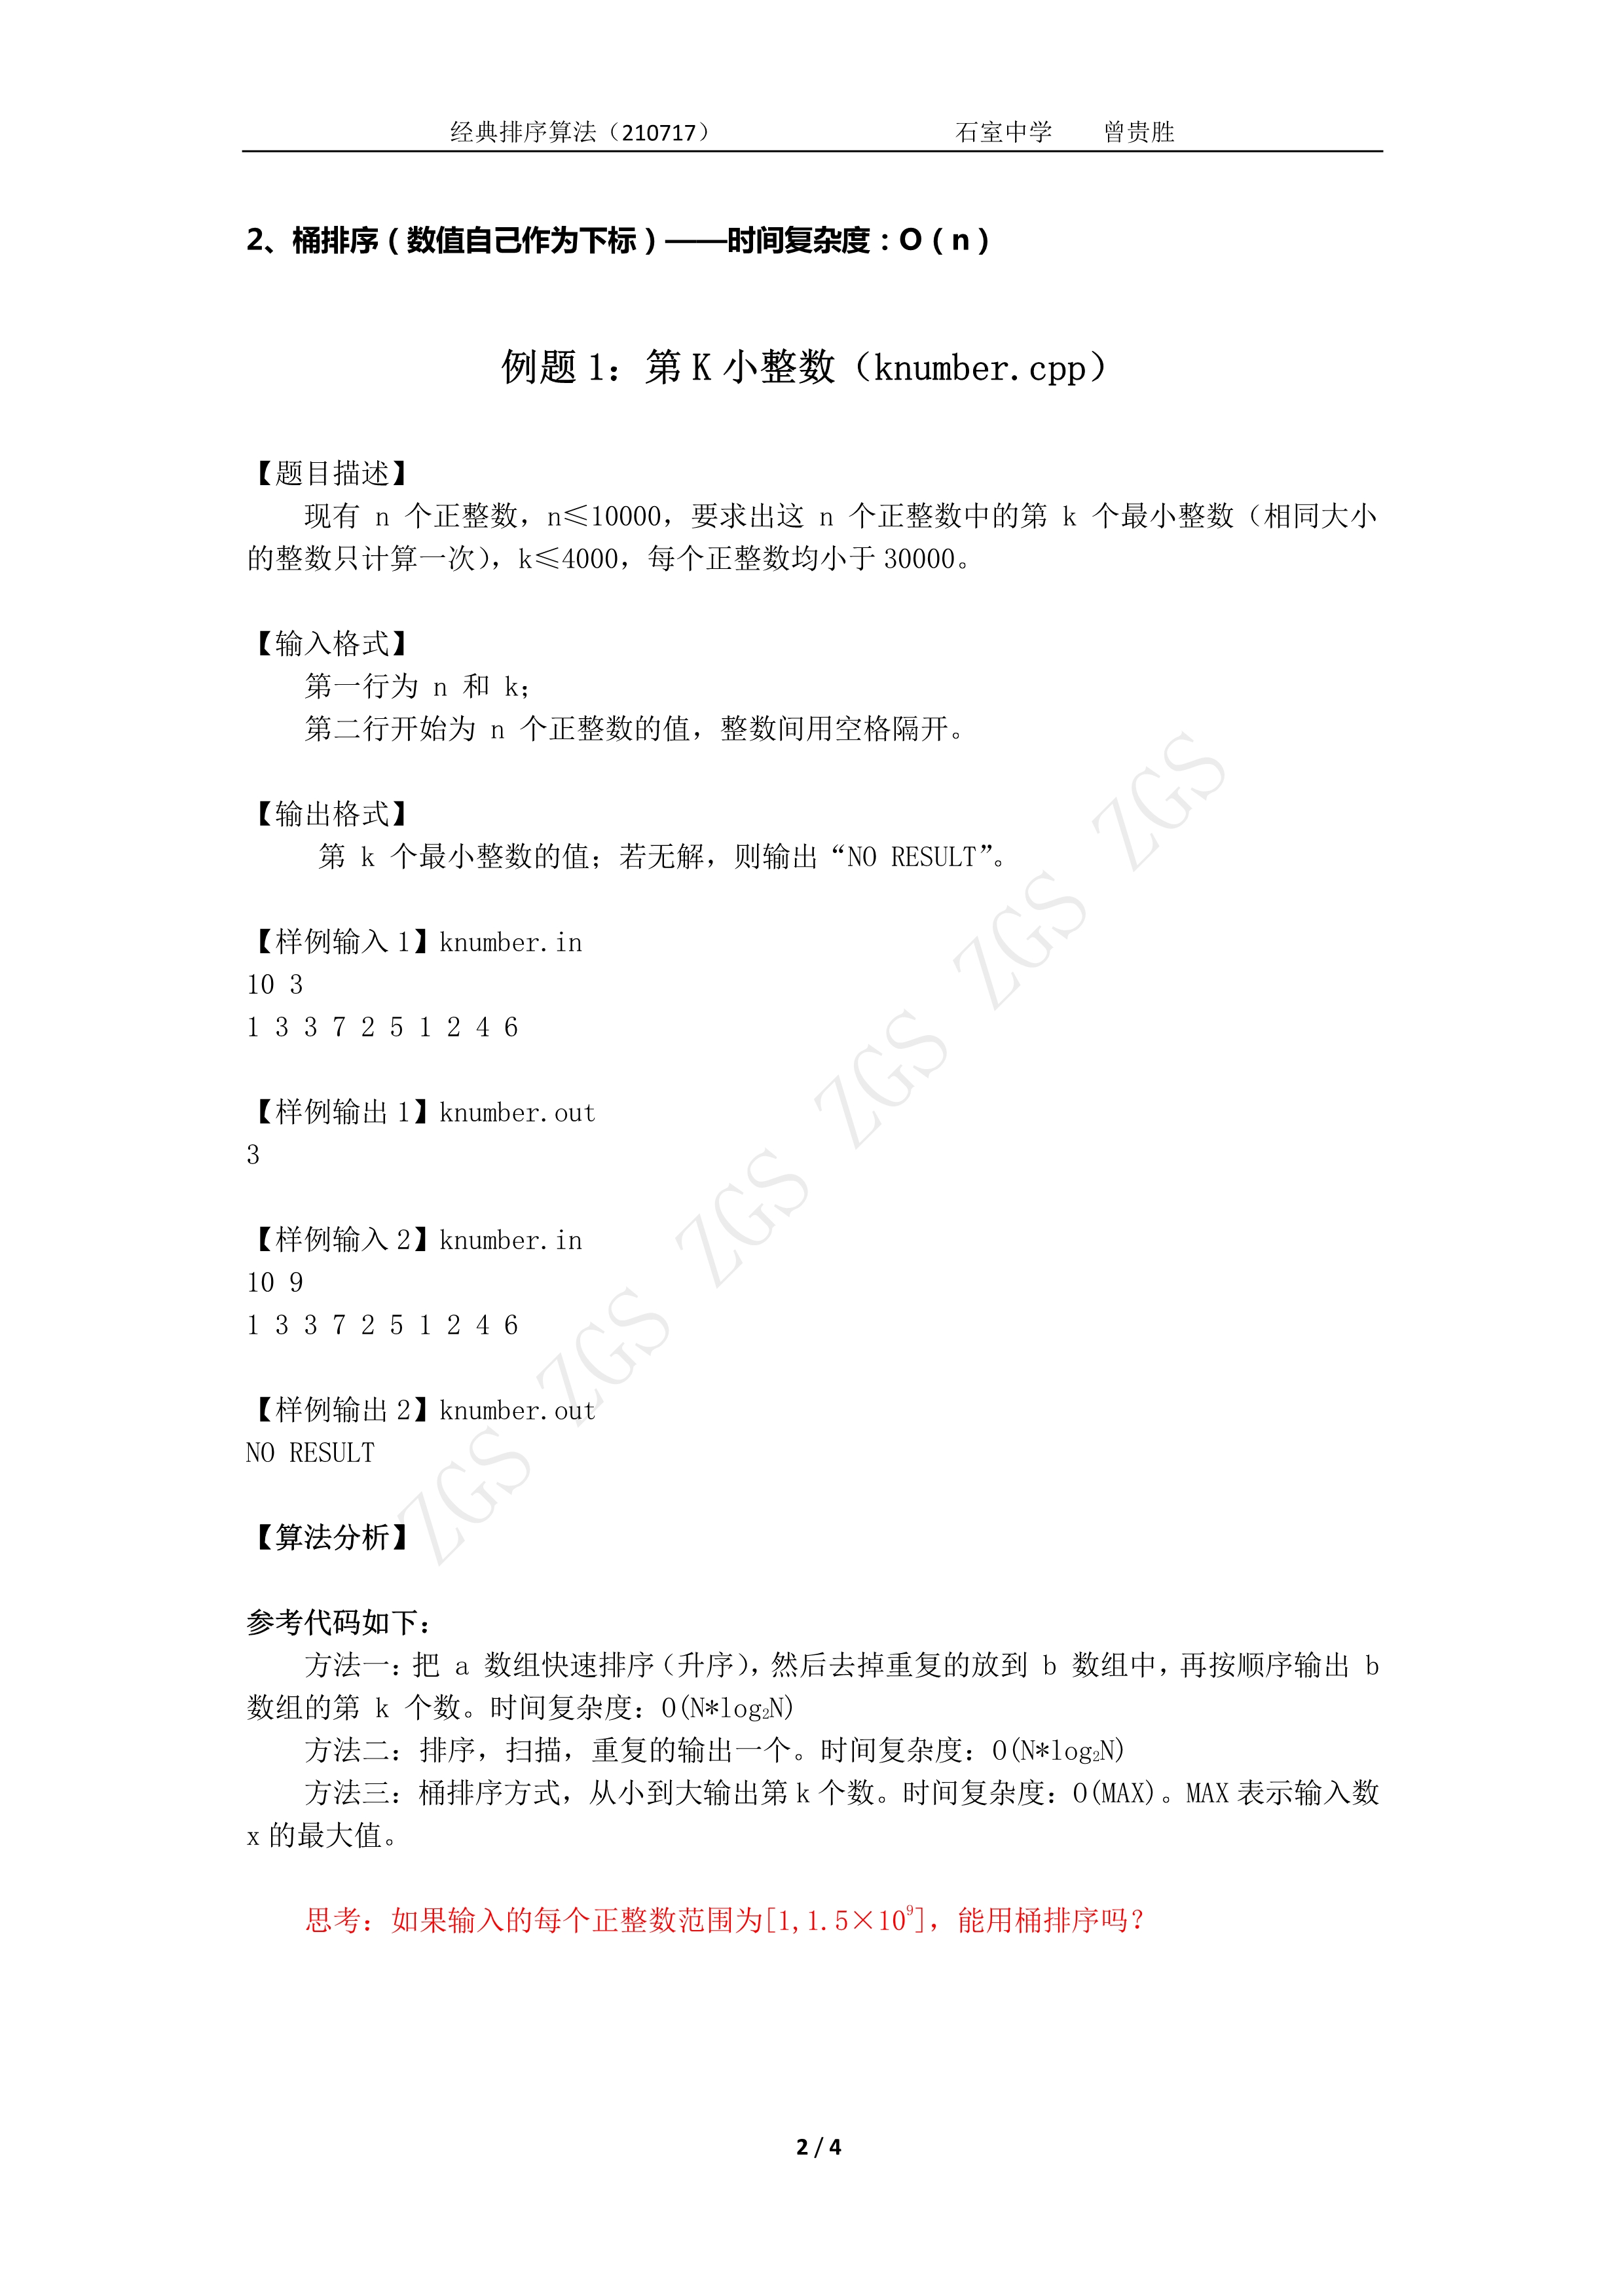 经典排序算法（210717） 石室中学 曾贵胜
2、桶排序（数值自己作为下标）——时间复杂度：O（n）
例题1：第K小整数（knumber.cpp）
【题目描述】
现有 n 个正整数，n≤10000，要求出这 n 个正整数中的第 k 个最小整数（相同大小
的整数只计算一次），k≤4000，每个正整数均小于30000。
【输入格式】
第一行为 n 和 k；
第二行开始为 n 个正整数的值，整数间用空格隔开。
【输出格式】
第 k 个最小整数的值；若无解，则输出“NO RESULT”。
【样例输入1】knumber.in
10 3
1 3 3 7 2 5 1 2 4 6
【样例输出1】knumber.out
3
【样例输入2】knumber.in
10 9
1 3 3 7 2 5 1 2 4 6
【样例输出2】knumber.out
NO RESULT
【算法分析】
参考代码如下：
方法一：把 a 数组快速排序（升序），然后去掉重复的放到 b 数组中，再按顺序输出 b
数组的第 k 个数。时间复杂度：O(N*log₂N)
方法二：排序，扫描，重复的输出一个。时间复杂度：O(N*log₂N)
方法三：桶排序方式，从小到大输出第k个数。时间复杂度：O(MAX)。MAX表示输入数
x的最大值。
思考：如果输入的每个正整数范围为[1,1.5×10⁹]，能用桶排序吗？
ZGS ZGS ZGS ZGS ZGS ZGS
2 / 4